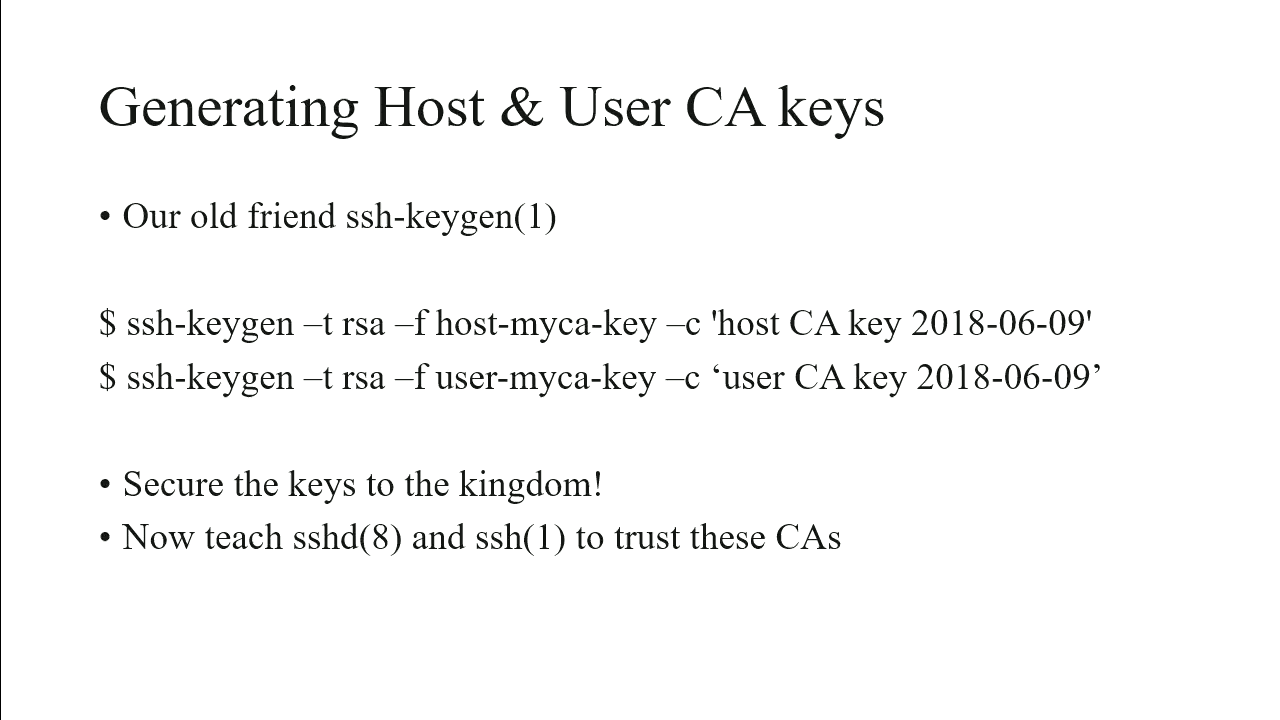 Generating Host & User CA keys
• Our old friend ssh-keygen(1)
$ ssh-keygen –t rsa –f host-myca-key –c 'host CA key 2018-06-09'
$ ssh-keygen –t rsa –f user-myca-key –c ‘user CA key 2018-06-09’
• Secure the keys to the kingdom!
• Now teach sshd(8) and ssh(1) to trust these CAs